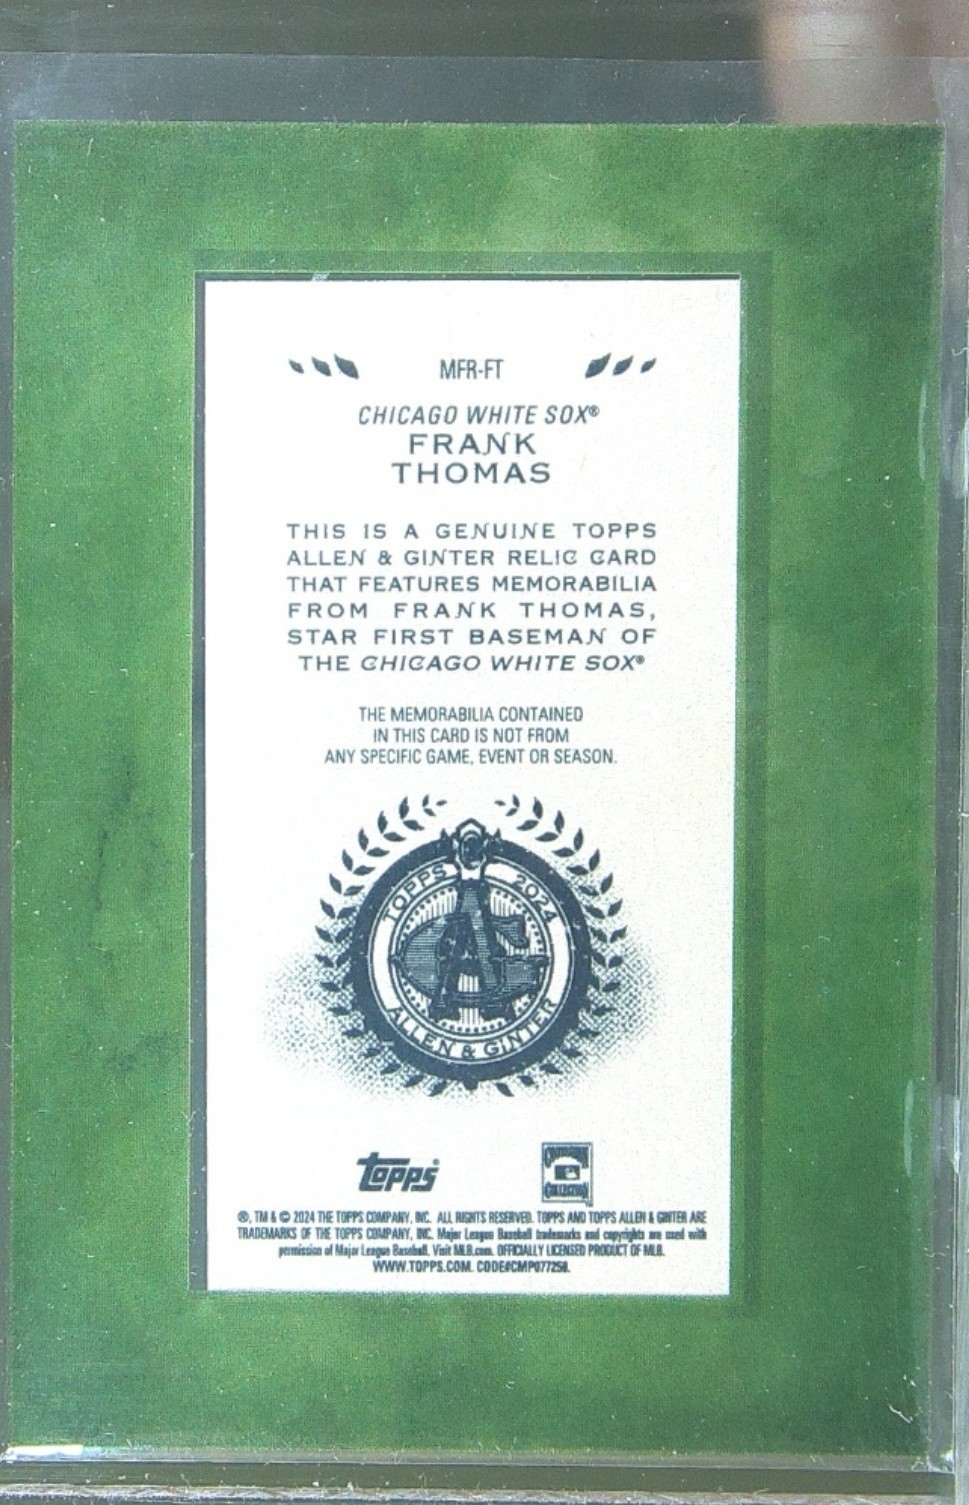 MFR-FT
CHICAGO WHITE SOX®
FRANK
THOMAS
THIS IS A GENUINE TOPPS
ALLEN & GINTER RELIC CARD
THAT FEATURES MEMORABILIA
FROM FRANK THOMAS,
STAR FIRST BASEMAN OF
THE CHICAGO WHITE SOX®
THE MEMORABILIA CONTAINED
IN THIS CARD IS NOT FROM
ANY SPECIFIC GAME, EVENT OR SEASON.
TOPPS 2024
AG
ALLEN & GINTER
Topps®
COOPERSTOWN
COLLECTION
®, TM & © 2024 THE TOPPS COMPANY, INC. ALL RIGHTS RESERVED. TOPPS AND TOPPS ALLEN & GINTER ARE
TRADEMARKS OF THE TOPPS COMPANY, INC. Major League Baseball trademarks and copyrights are used with
permission of Major League Baseball. Visit MLB.com. OFFICIALLY LICENSED PRODUCT OF MLB.
WWW.TOPPS.COM. CODE#CMP077258.